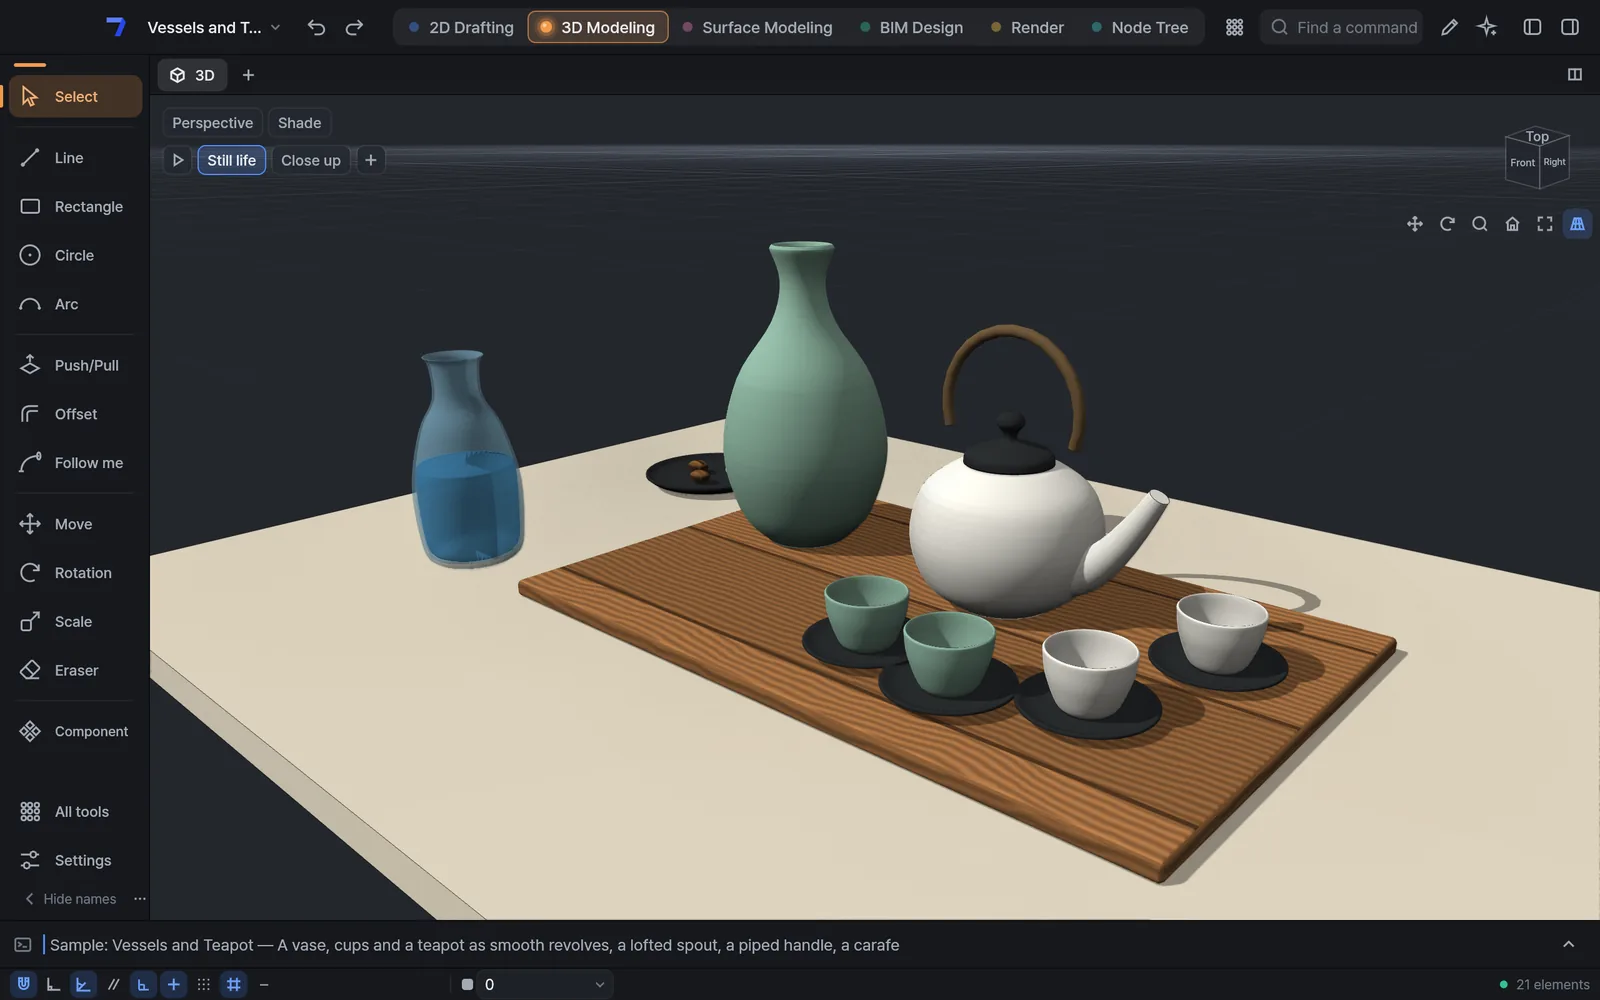 Vessels and T...
2D Drafting
3D Modeling
Surface Modeling
BIM Design
Render
Node Tree
Find a command
3D
Select
Line
Rectangle
Circle
Arc
Push/Pull
Offset
Follow me
Move
Rotation
Scale
Eraser
Component
All tools
Settings
Hide names
Perspective
Shade
Still life
Close up
Top
Front
Right
Sample: Vessels and Teapot — A vase, cups and a teapot as smooth revolves, a lofted spout, a piped handle, a carafe
0
21 elements